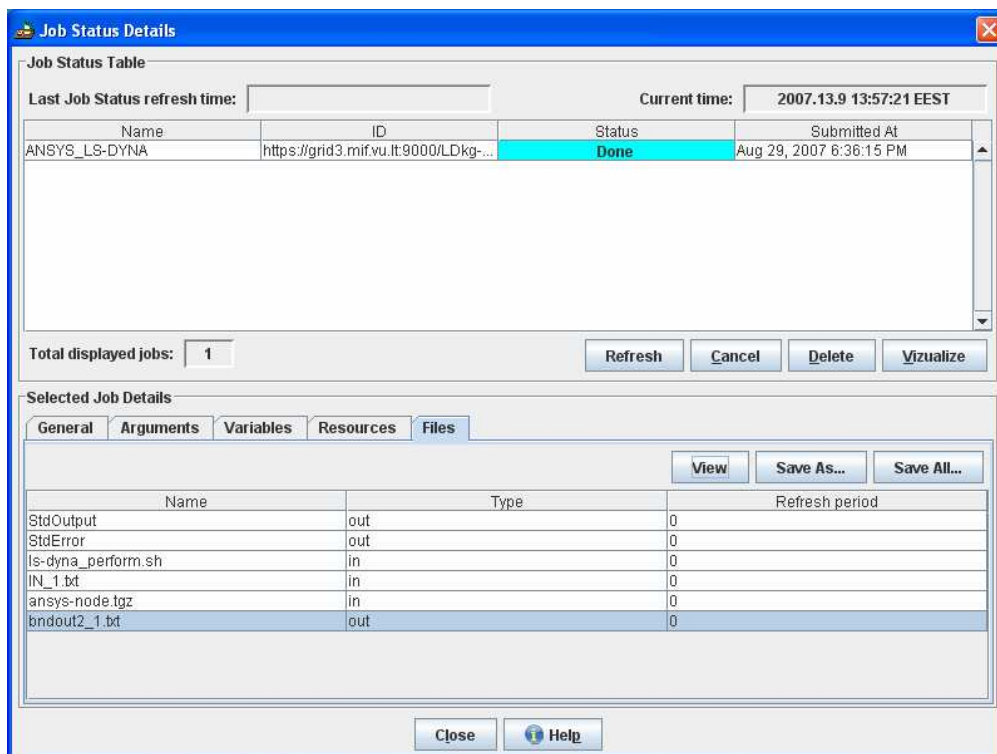 Job Status Details
Job Status Table
Last Job Status refresh time:
Current time: 2007.13.9 13:57:21 EEST
Name ID Status Submitted At
ANSYS_LS-DYNA https://grid3.mif.vu.lt:9000/LDkg-... Done Aug 29, 2007 6:36:15 PM
Total displayed jobs: 1
Refresh Cancel Delete Vizualize
Selected Job Details
General Arguments Variables Resources Files
View Save As... Save All...
Name Type Refresh period
StdOutput out 0
StdError out 0
ls-dyna_perform.sh in 0
IN_1.txt in 0
ansys-node.tgz in 0
bndout2_1.txt out 0
Close Help